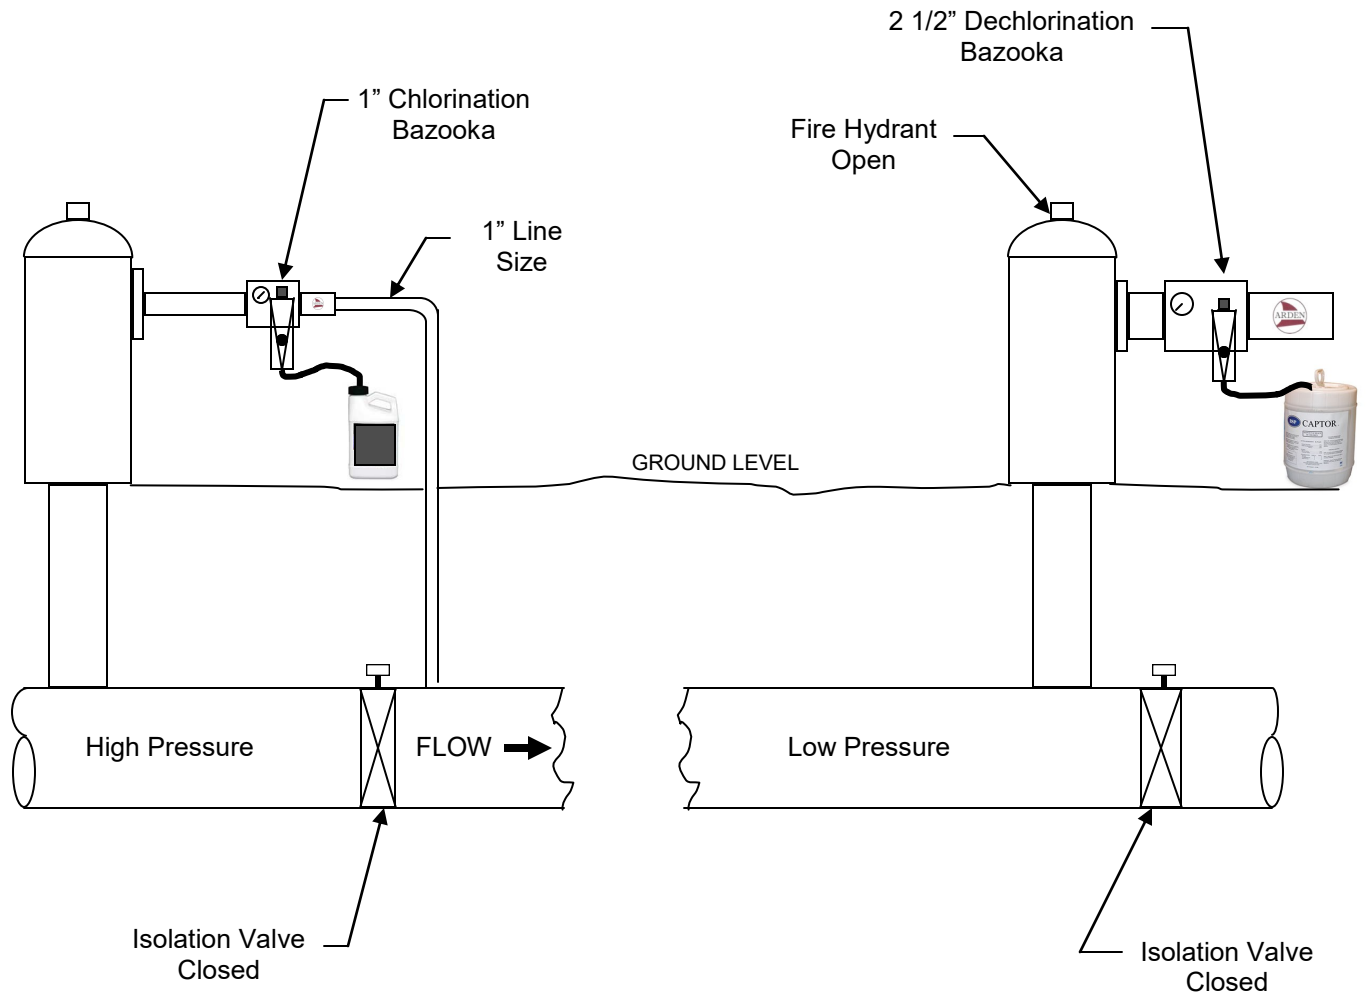 2 1/2” Dechlorination
Bazooka
1” Chlorination
Bazooka
Fire Hydrant
Open
1” Line
Size
ARDEN
CAPTOR
GROUND LEVEL
High Pressure
FLOW
Low Pressure
Isolation Valve
Closed
Isolation Valve
Closed